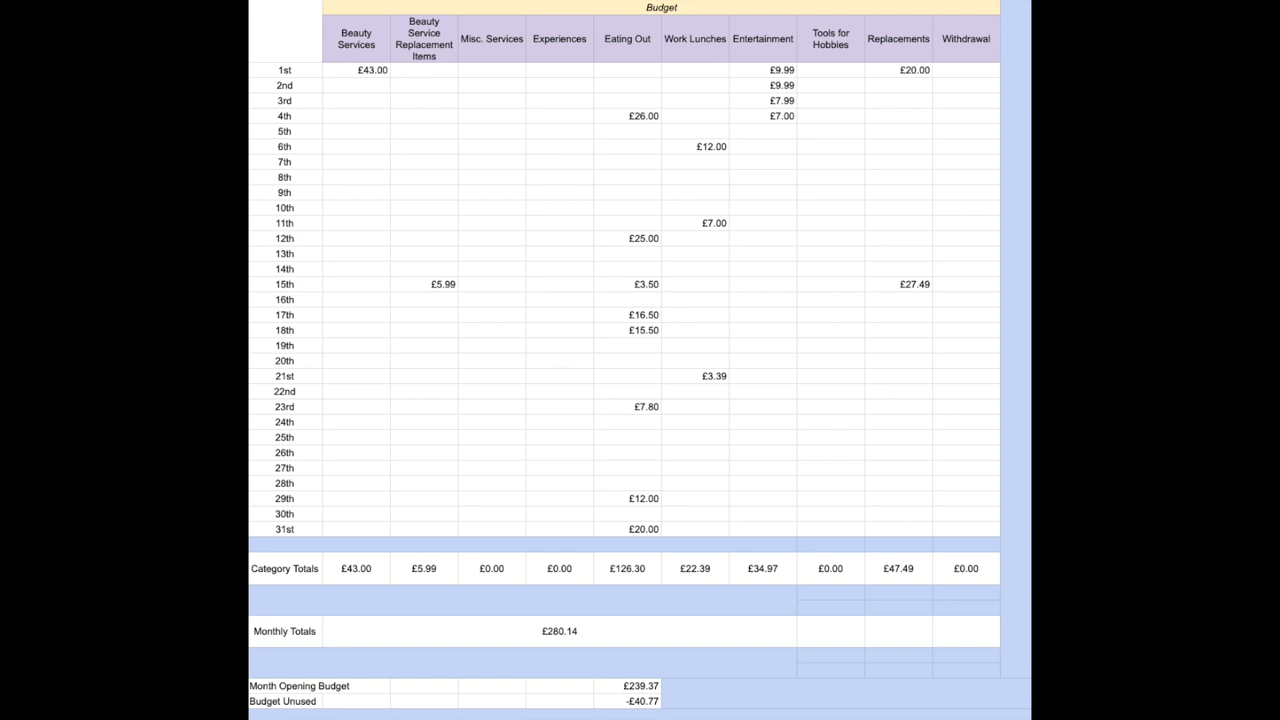 Budget
Beauty Services Beauty Service Replacement Items Misc. Services Experiences Eating Out Work Lunches Entertainment Tools for Hobbies Replacements Withdrawal
1st £43.00 £9.99 £20.00
2nd £9.99
3rd £7.99
4th £26.00 £7.00
5th
6th £12.00
7th
8th
9th
10th
11th £7.00
12th £25.00
13th
14th
15th £5.99 £3.50 £27.49
16th
17th £16.50
18th £15.50
19th
20th
21st £3.39
22nd
23rd £7.80
24th
25th
26th
27th
28th
29th £12.00
30th
31st £20.00
Category Totals £43.00 £5.99 £0.00 £0.00 £126.30 £22.39 £34.97 £0.00 £47.49 £0.00
Monthly Totals £280.14
Month Opening Budget £239.37
Budget Unused -£40.77